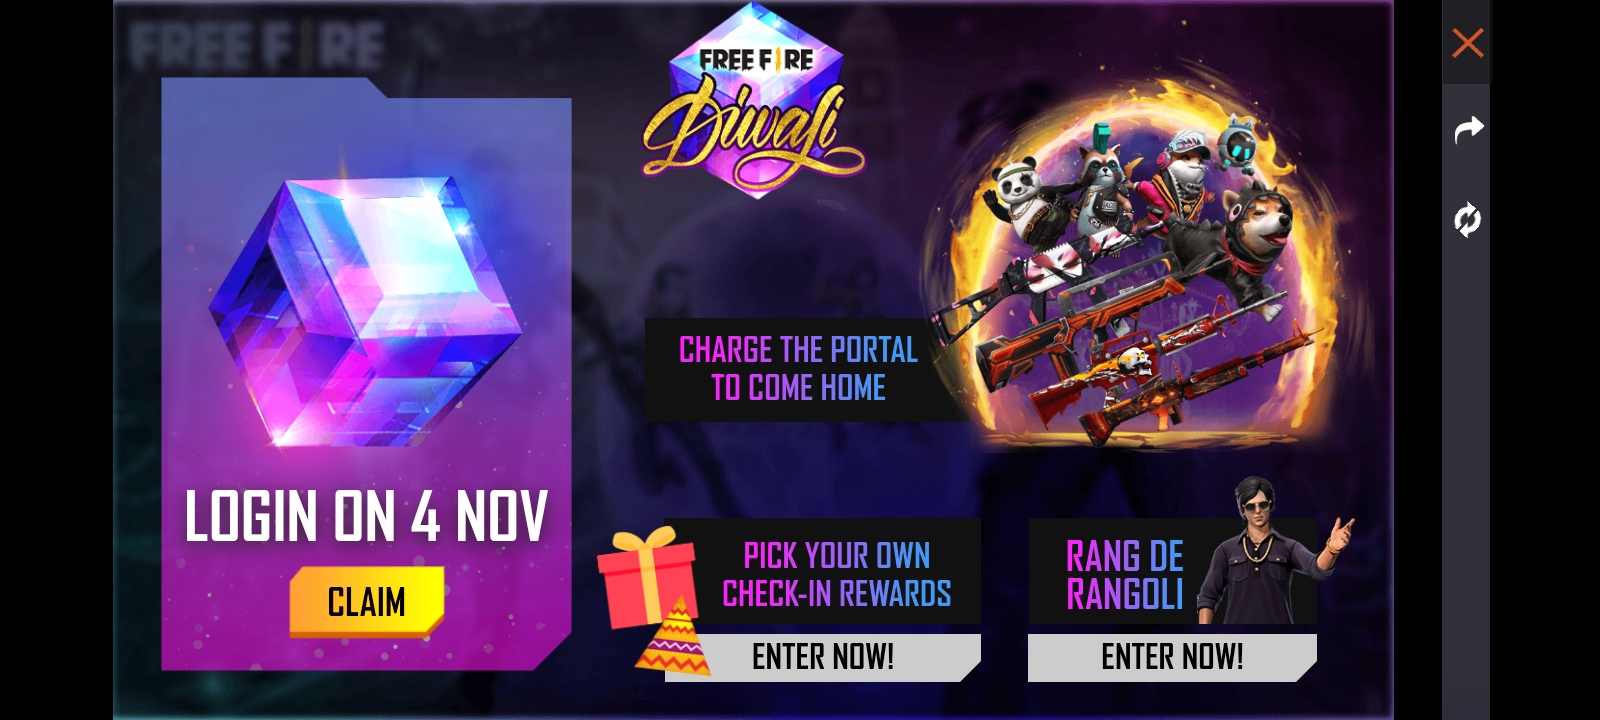 FREE FIRE
FREE FIRE
Diwali
CHARGE THE PORTAL
TO COME HOME
LOGIN ON 4 NOV
CLAIM
PICK YOUR OWN
CHECK-IN REWARDS
ENTER NOW!
RANG DE
RANGOLI
ENTER NOW!